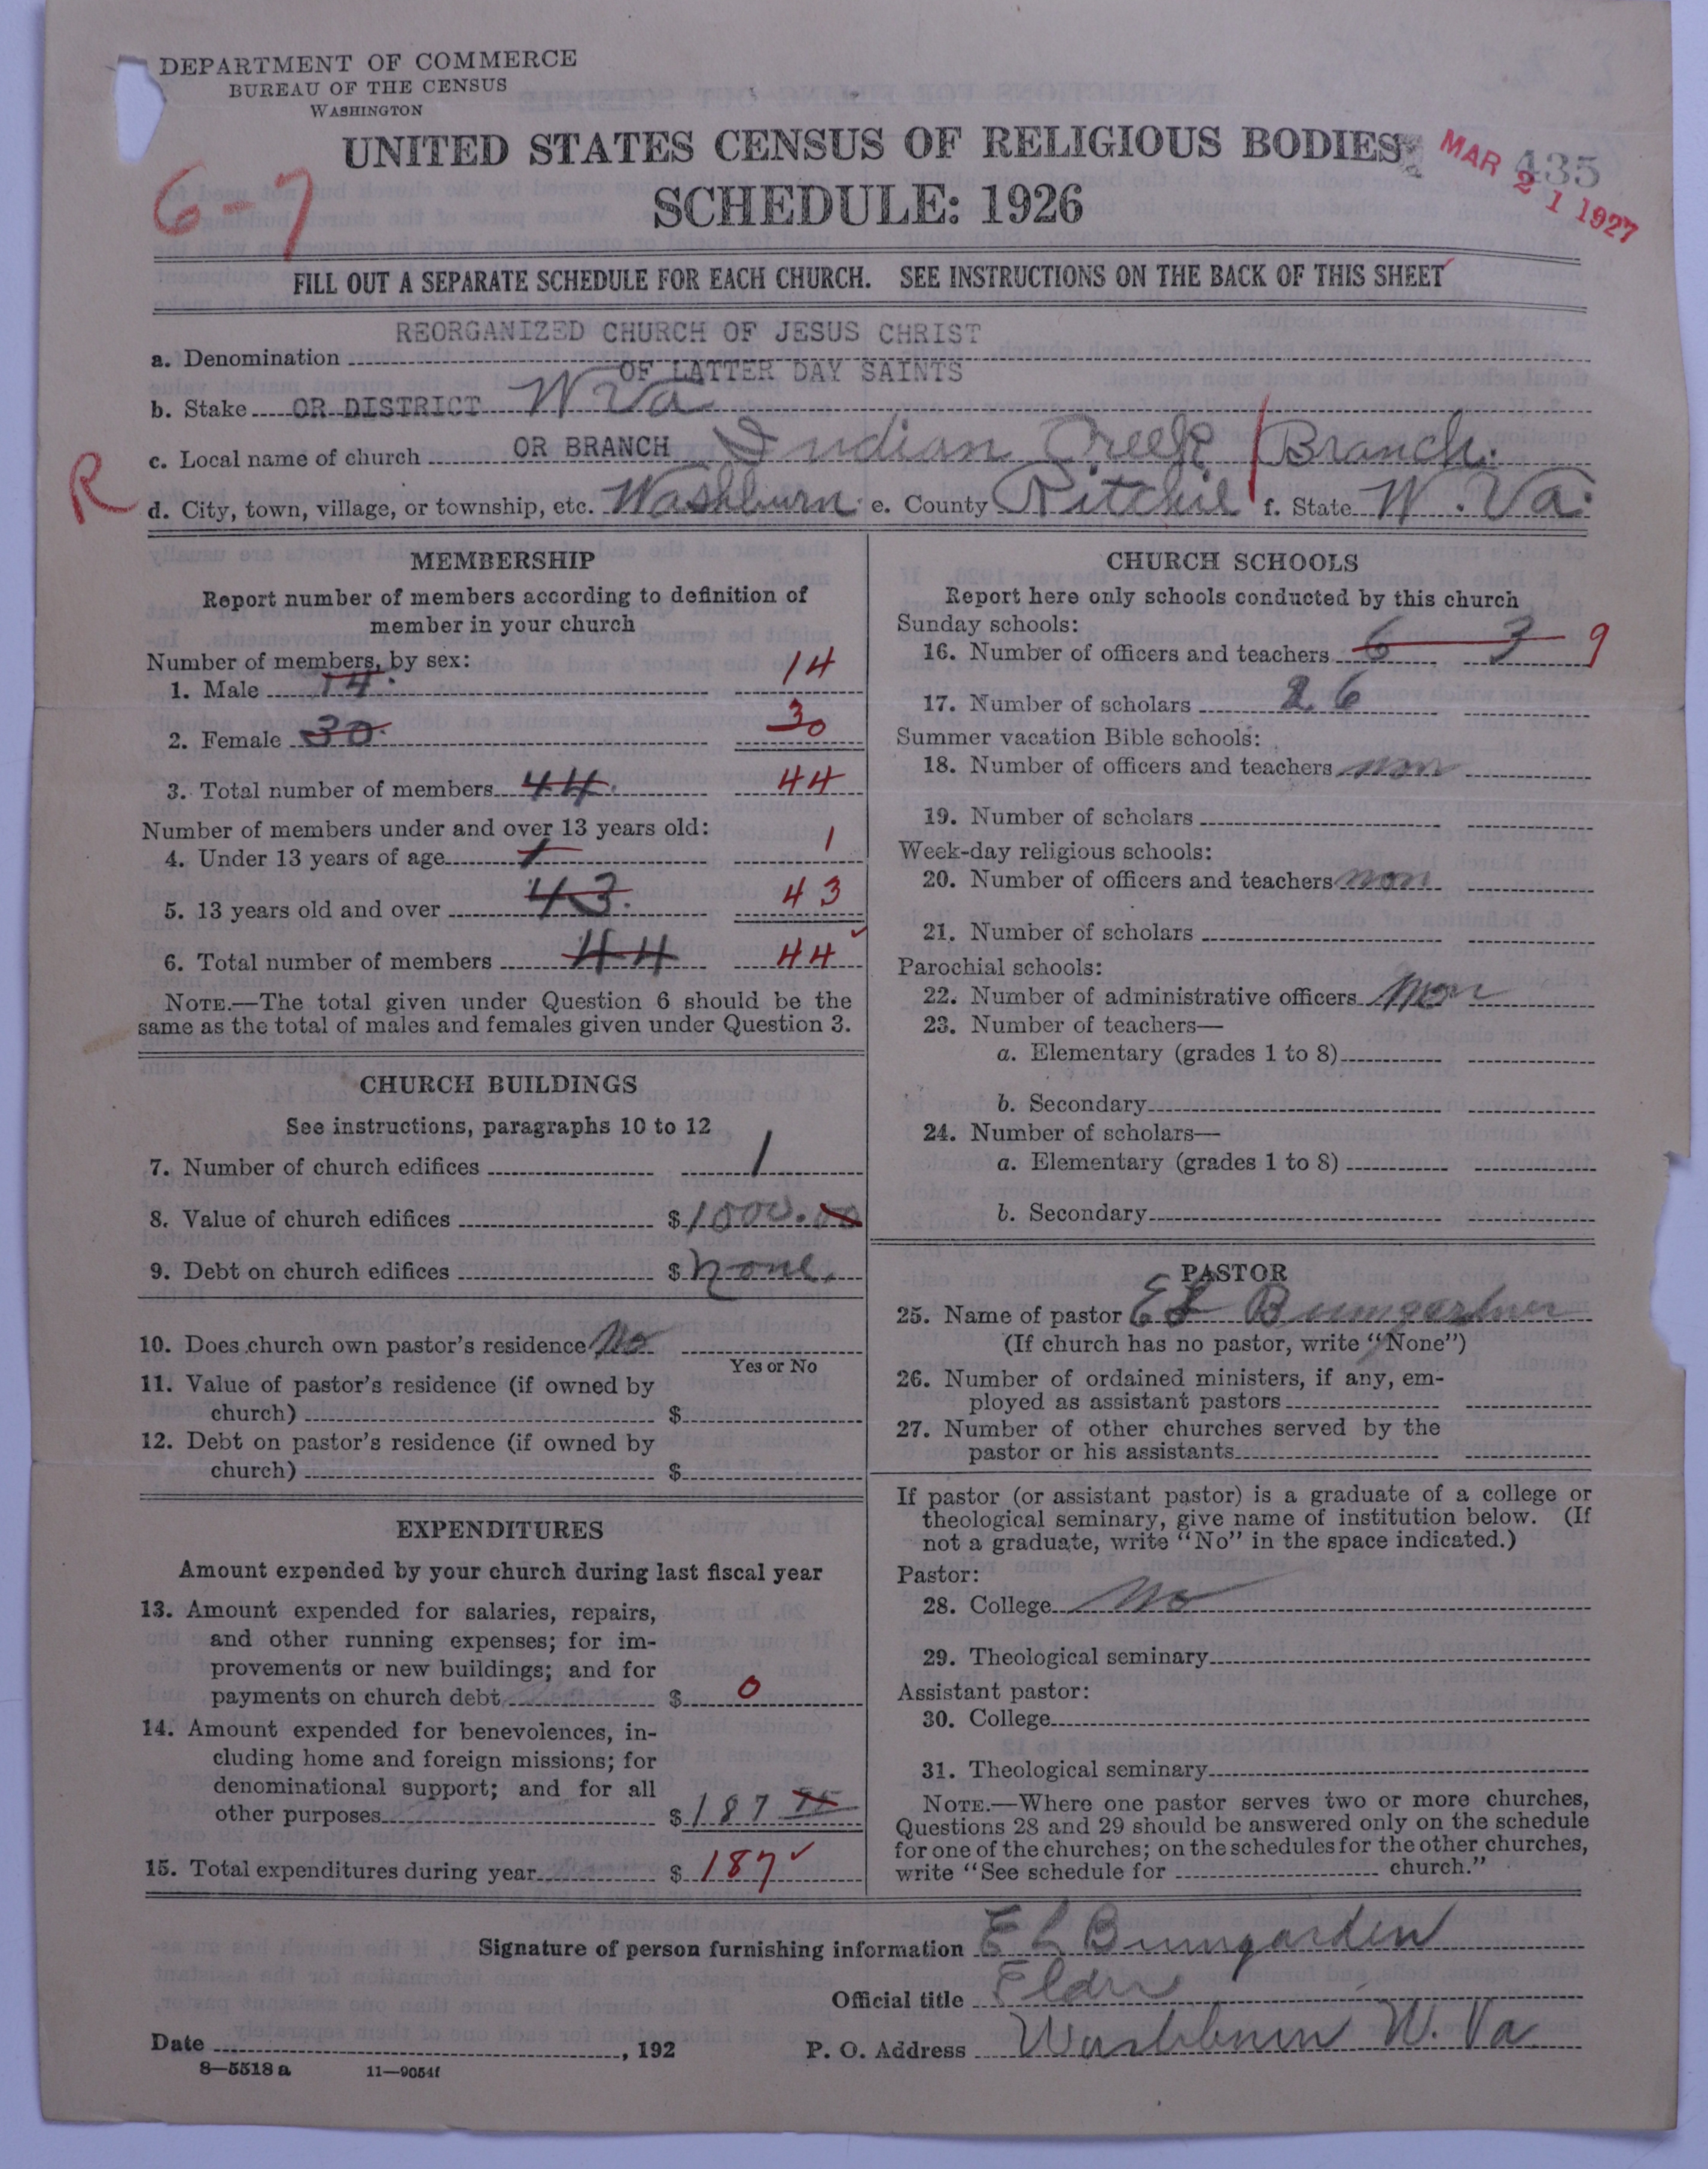 DEPARTMENT OF COMMERCE
BUREAU OF THE CENSUS
WASHINGTON
UNITED STATES CENSUS OF RELIGIOUS BODIES
SCHEDULE: 1926
435
MAR 21 1927
6-7
FILL OUT A SEPARATE SCHEDULE FOR EACH CHURCH. SEE INSTRUCTIONS ON THE BACK OF THIS SHEET
REORGANIZED CHURCH OF JESUS CHRIST
a. Denomination
OF LATTER DAY SAINTS
b. Stake OR DISTRICT W Va
c. Local name of church OR BRANCH Indian Creek / Branch.
R
d. City, town, village, or township, etc. Washburn e. County Ritchie f. State W. Va.
MEMBERSHIP
Report number of members according to definition of
member in your church
Number of members, by sex:
1. Male 14. 14
2. Female 30 30
3. Total number of members 44. 44
Number of members under and over 13 years old:
4. Under 13 years of age 1 1
5. 13 years old and over 43. 43
6. Total number of members 44 44
NOTE.—The total given under Question 6 should be the
same as the total of males and females given under Question 3.
CHURCH BUILDINGS
See instructions, paragraphs 10 to 12
7. Number of church edifices 1
8. Value of church edifices $ 1000.00
9. Debt on church edifices $ none.
10. Does church own pastor's residence No
Yes or No
11. Value of pastor's residence (if owned by
church) $
12. Debt on pastor's residence (if owned by
church) $
EXPENDITURES
Amount expended by your church during last fiscal year
13. Amount expended for salaries, repairs,
and other running expenses; for im-
provements or new buildings; and for
payments on church debt $ 0
14. Amount expended for benevolences, in-
cluding home and foreign missions; for
denominational support; and for all
other purposes $ 187
15. Total expenditures during year $ 187 ✓
CHURCH SCHOOLS
Report here only schools conducted by this church
Sunday schools:
16. Number of officers and teachers 6 3 9
17. Number of scholars 26
Summer vacation Bible schools:
18. Number of officers and teachers non
19. Number of scholars
Week-day religious schools:
20. Number of officers and teachers non
21. Number of scholars
Parochial schools:
22. Number of administrative officers Non
23. Number of teachers—
a. Elementary (grades 1 to 8)
b. Secondary
24. Number of scholars—
a. Elementary (grades 1 to 8)
b. Secondary
PASTOR
25. Name of pastor E L Bumgardner
(If church has no pastor, write "None")
26. Number of ordained ministers, if any, em-
ployed as assistant pastors
27. Number of other churches served by the
pastor or his assistants
If pastor (or assistant pastor) is a graduate of a college or
theological seminary, give name of institution below. (If
not a graduate, write "No" in the space indicated.)
Pastor:
28. College No
29. Theological seminary
Assistant pastor:
30. College
31. Theological seminary
NOTE.—Where one pastor serves two or more churches,
Questions 28 and 29 should be answered only on the schedule
for one of the churches; on the schedules for the other churches,
write "See schedule for church."
Signature of person furnishing information E L Bumgarden
Official title Elder
Date , 192
P. O. Address Washburn W. Va
8—5518 a 11—9054f